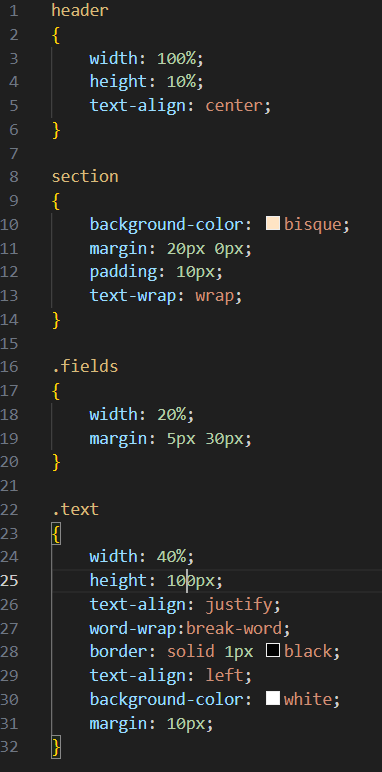 1 header
2 {
3 width: 100%;
4 height: 10%;
5 text-align: center;
6 }
7
8 section
9 {
10 background-color: bisque;
11 margin: 20px 0px;
12 padding: 10px;
13 text-wrap: wrap;
14 }
15
16 .fields
17 {
18 width: 20%;
19 margin: 5px 30px;
20 }
21
22 .text
23 {
24 width: 40%;
25 height: 100px;
26 text-align: justify;
27 word-wrap:break-word;
28 border: solid 1px black;
29 text-align: left;
30 background-color: white;
31 margin: 10px;
32 }